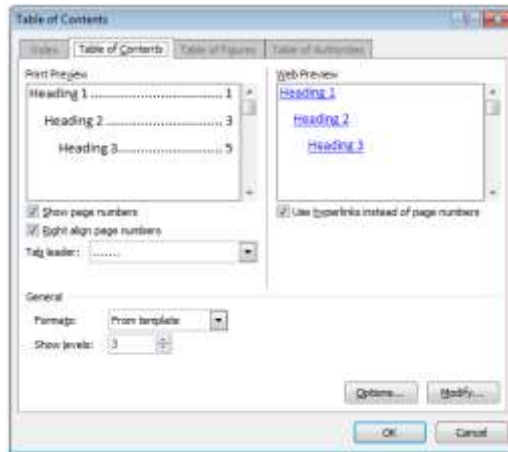 Table of Contents
Index Table of Contents Table of Figures Table of Authorities
Print Preview
Heading 1 ................................ 1
Heading 2 ............................ 3
Heading 3 ........................ 5
Web Preview
Heading 1
Heading 2
Heading 3
Show page numbers
Right align page numbers
Tab leader: .......
Use hyperlinks instead of page numbers
General
Formats: From template
Show levels: 3
Options... Modify...
OK Cancel